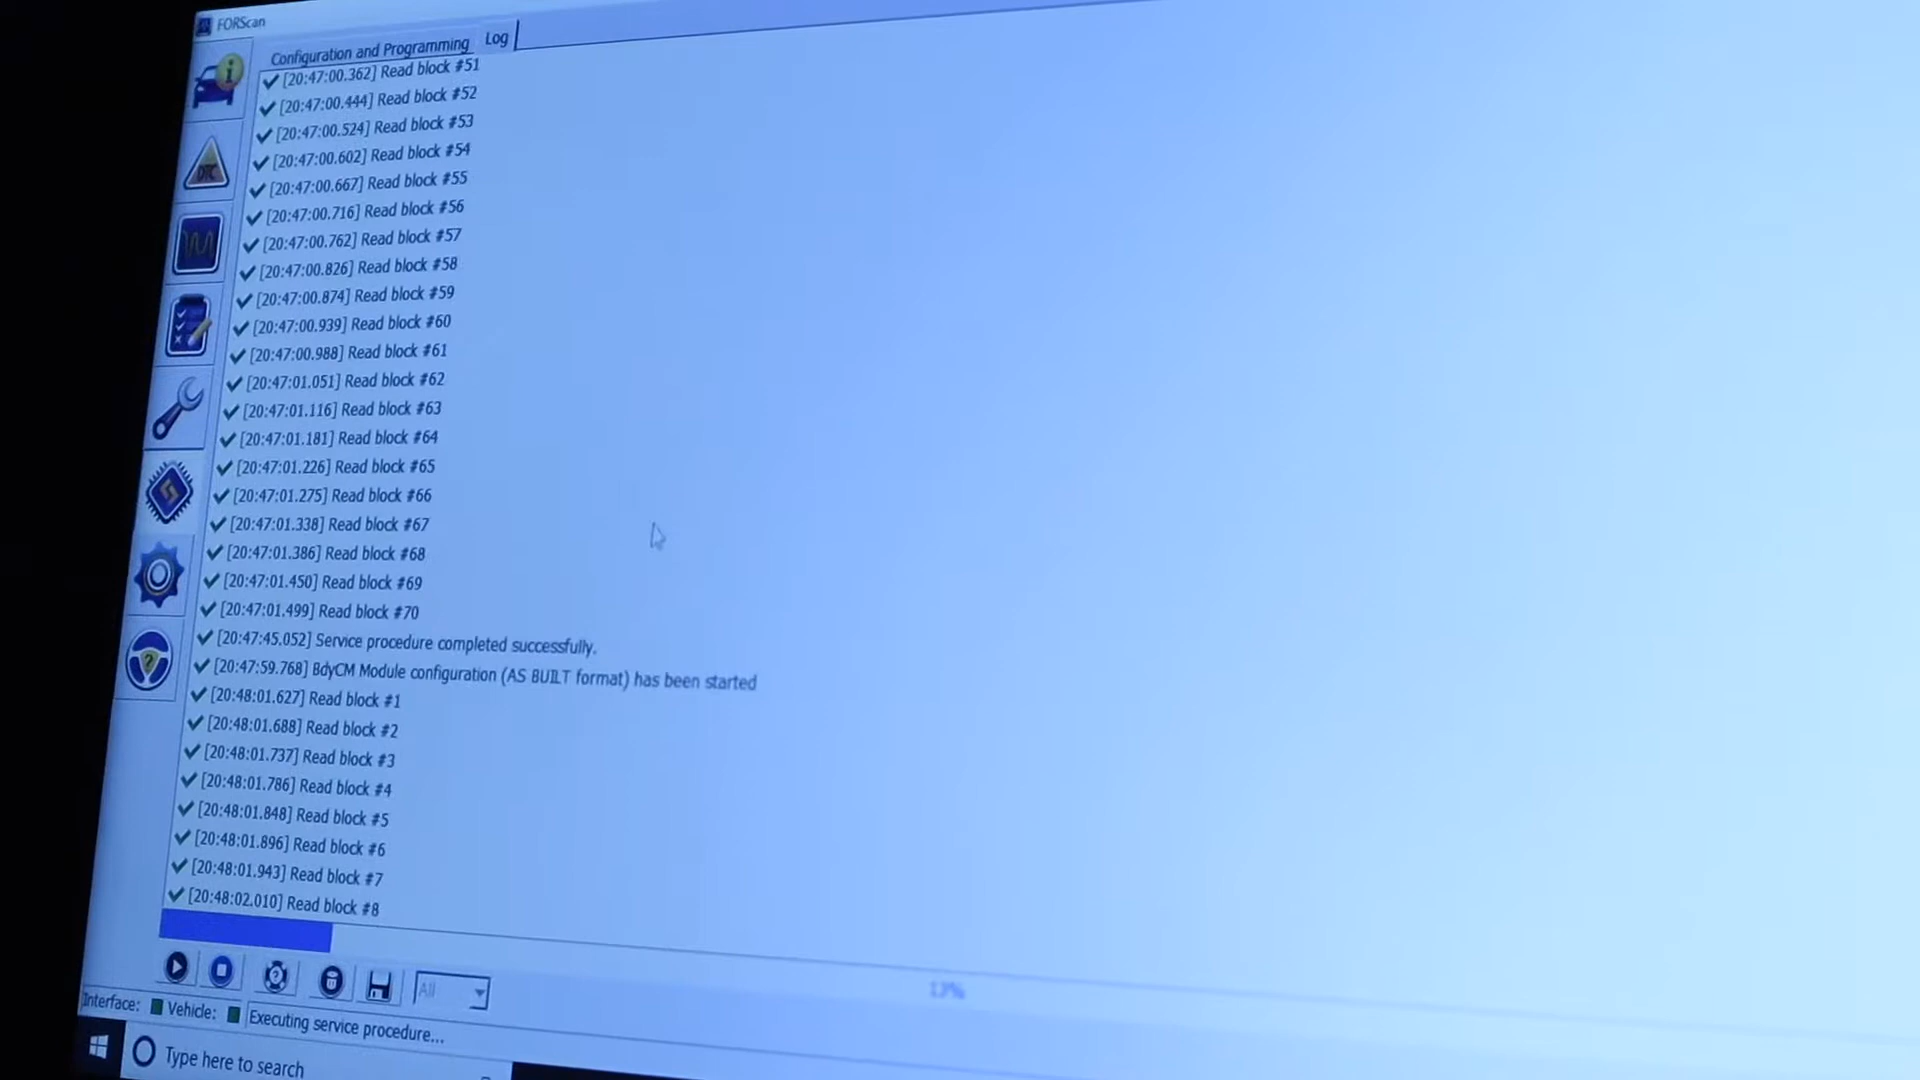 FORScan
Configuration and Programming Log
[20:47:00.362] Read block #51
[20:47:00.444] Read block #52
[20:47:00.524] Read block #53
[20:47:00.602] Read block #54
[20:47:00.667] Read block #55
[20:47:00.716] Read block #56
[20:47:00.762] Read block #57
[20:47:00.826] Read block #58
[20:47:00.874] Read block #59
[20:47:00.939] Read block #60
[20:47:00.988] Read block #61
[20:47:01.051] Read block #62
[20:47:01.116] Read block #63
[20:47:01.181] Read block #64
[20:47:01.226] Read block #65
[20:47:01.275] Read block #66
[20:47:01.338] Read block #67
[20:47:01.386] Read block #68
[20:47:01.450] Read block #69
[20:47:01.499] Read block #70
[20:47:45.052] Service procedure completed successfully.
[20:47:59.768] BdyCM Module configuration (AS BUILT format) has been started
[20:48:01.627] Read block #1
[20:48:01.688] Read block #2
[20:48:01.737] Read block #3
[20:48:01.786] Read block #4
[20:48:01.848] Read block #5
[20:48:01.896] Read block #6
[20:48:01.943] Read block #7
[20:48:02.010] Read block #8
DTC
All
Interface: Vehicle: Executing service procedure...
Type here to search